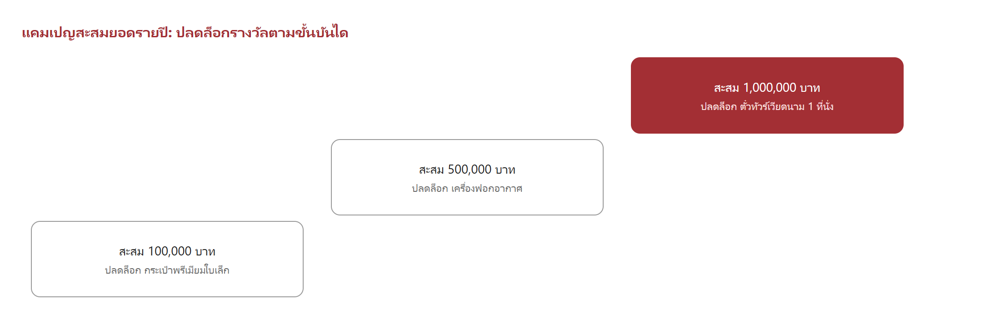 แคมเปญสะสมยอดรายปี: ปลดล็อกรางวัลตามขั้นบันได
สะสม 1,000,000 บาท
ปลดล็อก ตั๋วทัวร์เวียดนาม 1 ที่นั่ง
สะสม 500,000 บาท
ปลดล็อก เครื่องฟอกอากาศ
สะสม 100,000 บาท
ปลดล็อก กระเป๋าพรีเมียมใบเล็ก